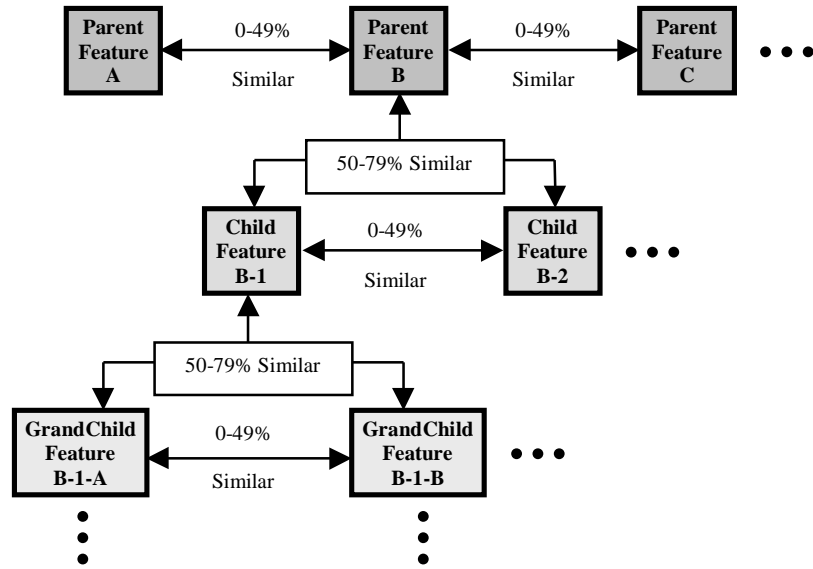 Parent
Feature
A
0-49%
Similar
Parent
Feature
B
0-49%
Similar
Parent
Feature
C
50-79% Similar
Child
Feature
B-1
0-49%
Similar
Child
Feature
B-2
50-79% Similar
GrandChild
Feature
B-1-A
0-49%
Similar
GrandChild
Feature
B-1-B